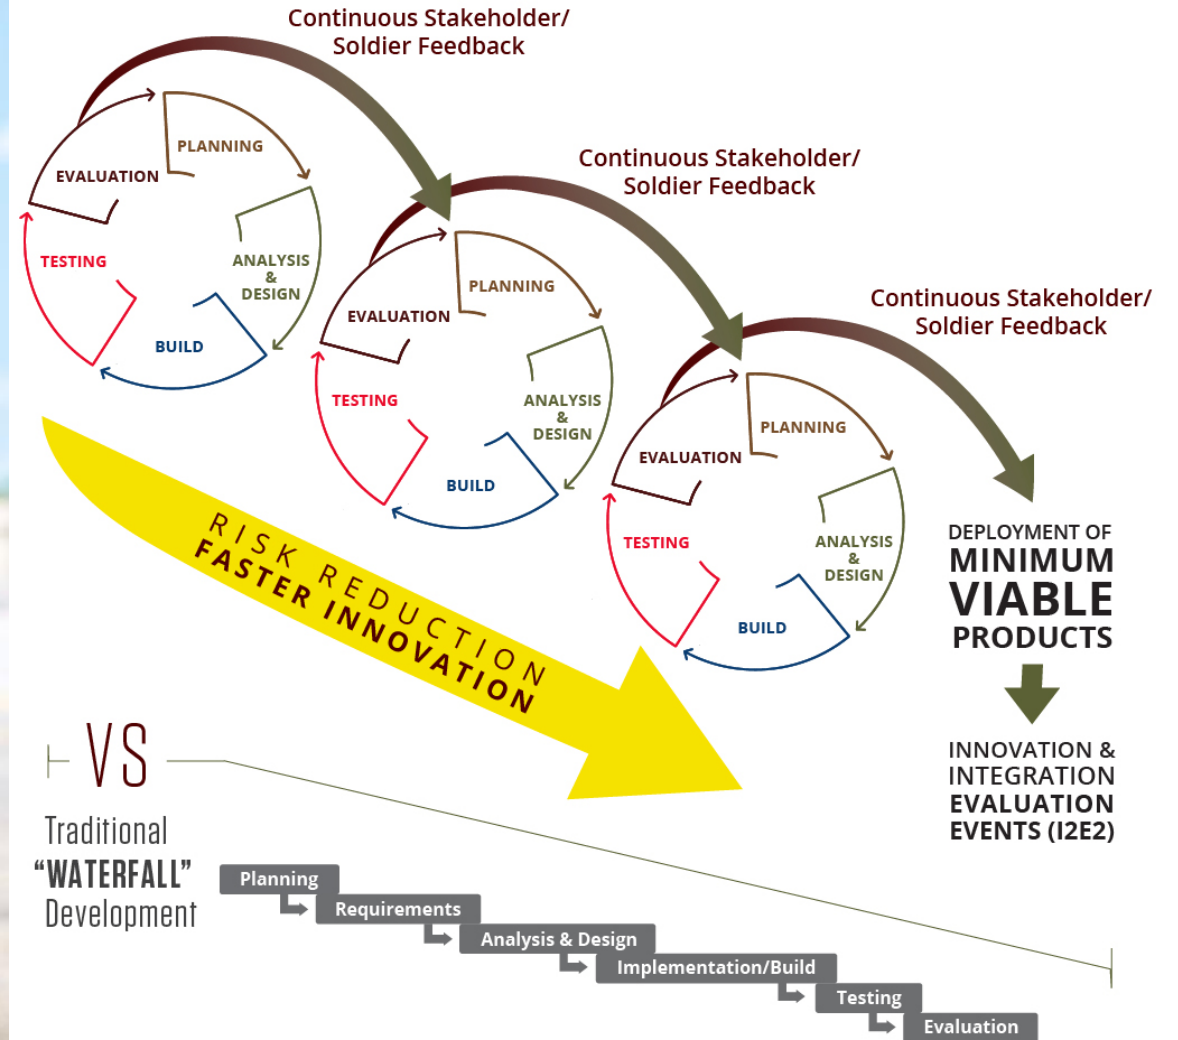 Continuous Stakeholder/
Soldier Feedback
PLANNING
EVALUATION
TESTING
ANALYSIS
&
DESIGN
BUILD
Continuous Stakeholder/
Soldier Feedback
PLANNING
EVALUATION
TESTING
ANALYSIS
&
DESIGN
BUILD
Continuous Stakeholder/
Soldier Feedback
PLANNING
EVALUATION
TESTING
ANALYSIS
&
DESIGN
BUILD
RISK REDUCTION
FASTER INNOVATION
DEPLOYMENT OF
MINIMUM
VIABLE
PRODUCTS
INNOVATION &
INTEGRATION
EVALUATION
EVENTS (I2E2)
VS
Traditional
“WATERFALL”
Development
Planning
Requirements
Analysis & Design
Implementation/Build
Testing
Evaluation